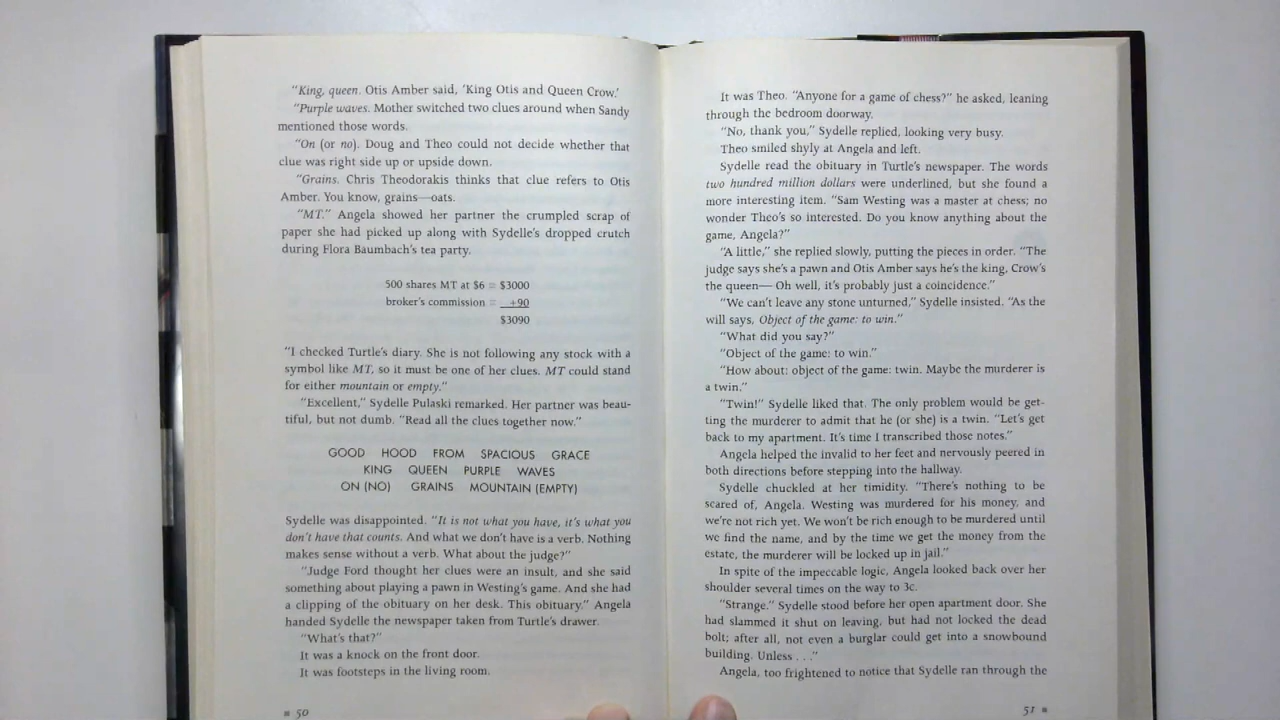 "King, queen. Otis Amber said, 'King Otis and Queen Crow.'
"Purple waves. Mother switched two clues around when Sandy
mentioned those words.
"On (or no). Doug and Theo could not decide whether that
clue was right side up or upside down.
"Grains. Chris Theodorakis thinks that clue refers to Otis
Amber. You know, grains—oats.
"MT." Angela showed her partner the crumpled scrap of
paper she had picked up along with Sydelle's dropped crutch
during Flora Baumbach's tea party.
500 shares MT at $6 = $3000
broker's commission = +90
$3090
"I checked Turtle's diary. She is not following any stock with a
symbol like MT, so it must be one of her clues. MT could stand
for either mountain or empty."
"Excellent," Sydelle Pulaski remarked. Her partner was beau-
tiful, but not dumb. "Read all the clues together now."
GOOD HOOD FROM SPACIOUS GRACE
KING QUEEN PURPLE WAVES
ON (NO) GRAINS MOUNTAIN (EMPTY)
Sydelle was disappointed. "It is not what you have, it's what you
don't have that counts. And what we don't have is a verb. Nothing
makes sense without a verb. What about the judge?"
"Judge Ford thought her clues were an insult, and she said
something about playing a pawn in Westing's game. And she had
a clipping of the obituary on her desk. This obituary." Angela
handed Sydelle the newspaper taken from Turtle's drawer.
"What's that?"
It was a knock on the front door.
It was footsteps in the living room.
50
It was Theo. "Anyone for a game of chess?" he asked, leaning
through the bedroom doorway.
"No, thank you," Sydelle replied, looking very busy.
Theo smiled shyly at Angela and left.
Sydelle read the obituary in Turtle's newspaper. The words
two hundred million dollars were underlined, but she found a
more interesting item. "Sam Westing was a master at chess; no
wonder Theo's so interested. Do you know anything about the
game, Angela?"
"A little," she replied slowly, putting the pieces in order. "The
judge says she's a pawn and Otis Amber says he's the king, Crow's
the queen— Oh well, it's probably just a coincidence."
"We can't leave any stone unturned," Sydelle insisted. "As the
will says, Object of the game: to win."
"What did you say?"
"Object of the game: to win."
"How about: object of the game: twin. Maybe the murderer is
a twin."
"Twin!" Sydelle liked that. The only problem would be get-
ting the murderer to admit that he (or she) is a twin. "Let's get
back to my apartment. It's time I transcribed those notes."
Angela helped the invalid to her feet and nervously peered in
both directions before stepping into the hallway.
Sydelle chuckled at her timidity. "There's nothing to be
scared of, Angela. Westing was murdered for his money, and
we're not rich yet. We won't be rich enough to be murdered until
we find the name, and by the time we get the money from the
estate, the murderer will be locked up in jail."
In spite of the impeccable logic, Angela looked back over her
shoulder several times on the way to 3c.
"Strange." Sydelle stood before her open apartment door. She
had slammed it shut on leaving, but had not locked the dead
bolt; after all, not even a burglar could get into a snowbound
building. Unless . . ."
Angela, too frightened to notice that Sydelle ran through the
51